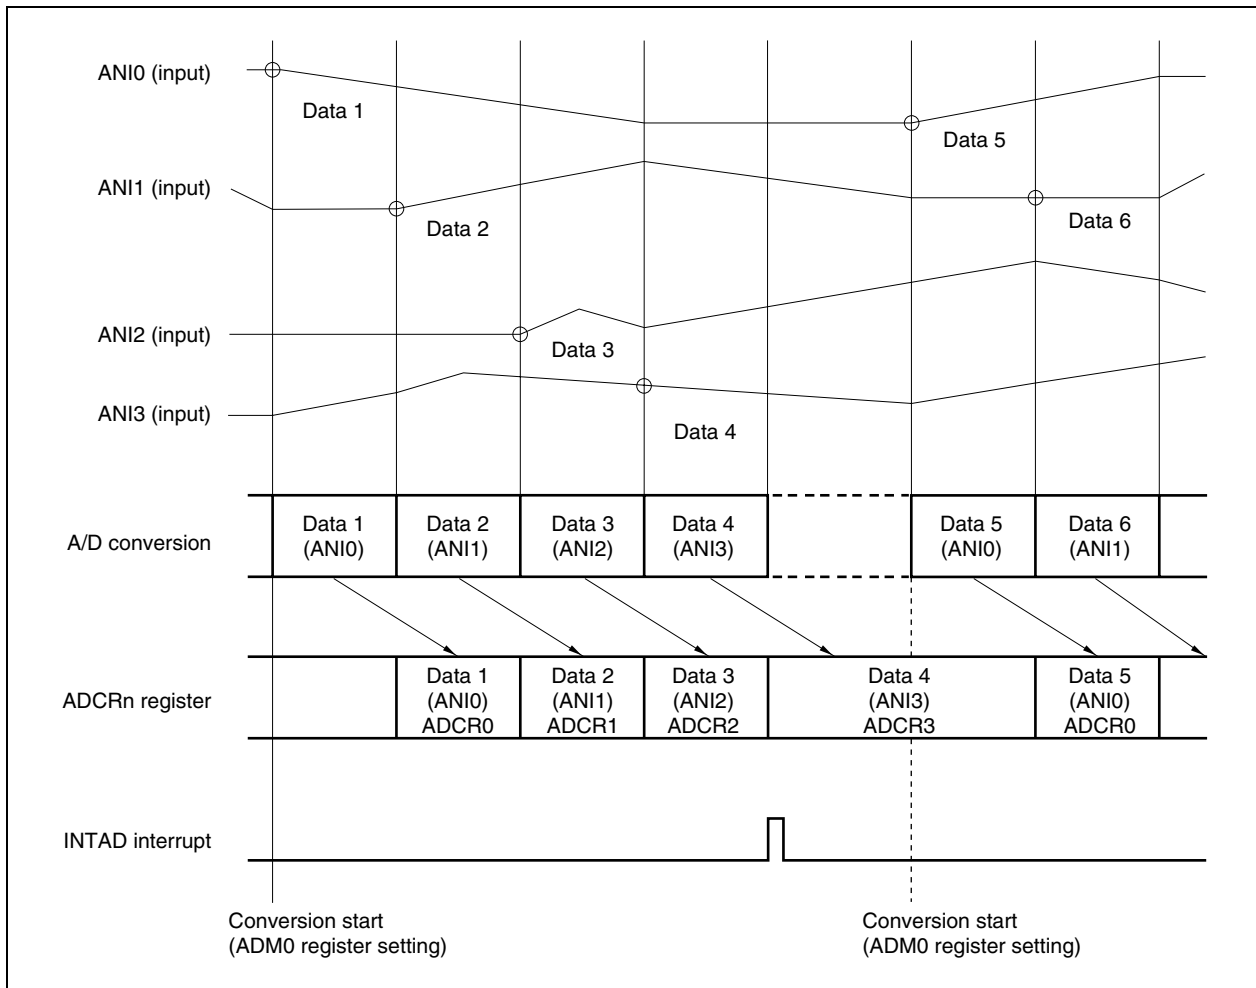 ANI0 (input)
Data 1
Data 5
ANI1 (input)
Data 2
Data 6
ANI2 (input)
Data 3
ANI3 (input)
Data 4
A/D conversion
Data 1
(ANI0)
Data 2
(ANI1)
Data 3
(ANI2)
Data 4
(ANI3)
Data 5
(ANI0)
Data 6
(ANI1)
ADCRn register
Data 1
(ANI0)
ADCR0
Data 2
(ANI1)
ADCR1
Data 3
(ANI2)
ADCR2
Data 4
(ANI3)
ADCR3
Data 5
(ANI0)
ADCR0
INTAD interrupt
Conversion start
(ADM0 register setting)
Conversion start
(ADM0 register setting)